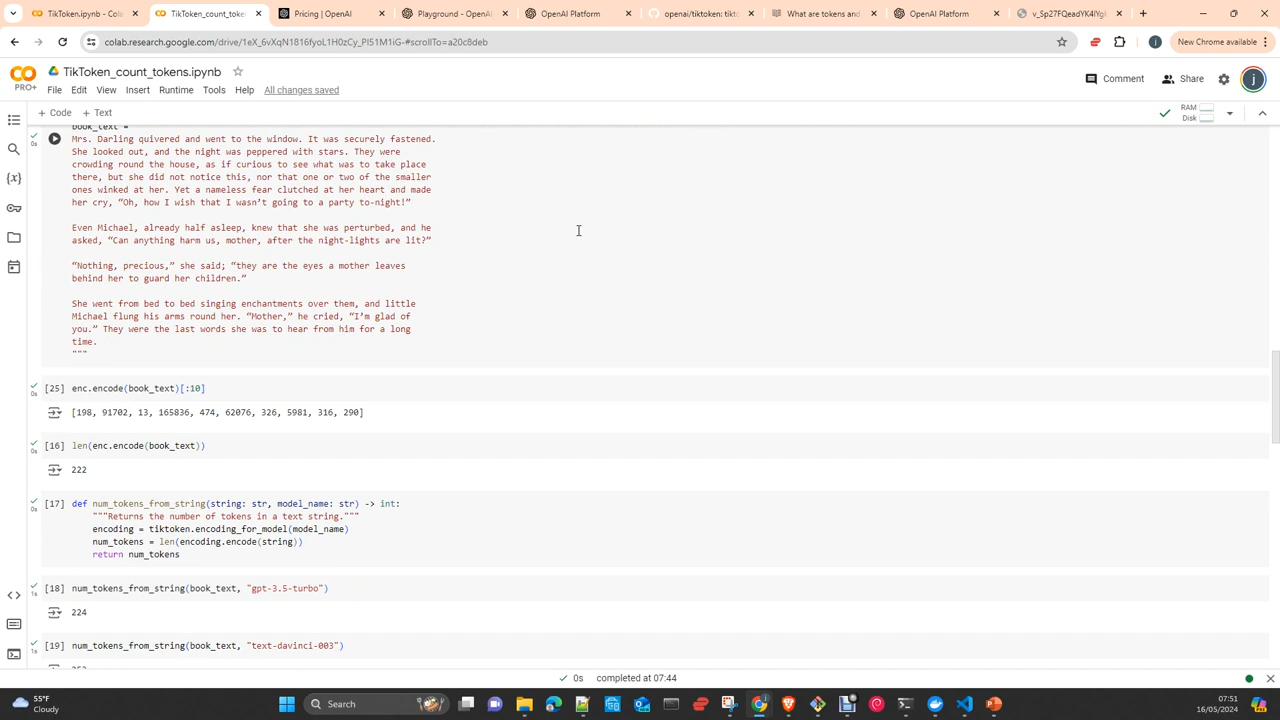 TikToken.ipynb - Colab
TikToken_count_token
Pricing | OpenAI
Playground - OpenAI
OpenAI Platform
openai/tiktoken: tikt
What are tokens and
OpenAI Platform
v_Sp27FQeadYK4lYgl
colab.research.google.com/drive/1eX_6vXqN1816fyoL1H0zCy_PI51M1iG-#scrollTo=a20c8deb
j
New Chrome available
PRO+
TikToken_count_tokens.ipynb
File Edit View Insert Runtime Tools Help All changes saved
Comment Share j
+ Code + Text
RAM
Disk
{x}
0s
book_text = """
Mrs. Darling quivered and went to the window. It was securely fastened.
She looked out, and the night was peppered with stars. They were
crowding round the house, as if curious to see what was to take place
there, but she did not notice this, nor that one or two of the smaller
ones winked at her. Yet a nameless fear clutched at her heart and made
her cry, “Oh, how I wish that I wasn’t going to a party to-night!”
Even Michael, already half asleep, knew that she was perturbed, and he
asked, “Can anything harm us, mother, after the night-lights are lit?”
“Nothing, precious,” she said; “they are the eyes a mother leaves
behind her to guard her children.”
She went from bed to bed singing enchantments over them, and little
Michael flung his arms round her. “Mother,” he cried, “I’m glad of
you.” They were the last words she was to hear from him for a long
time.
"""
0s
[25] enc.encode(book_text)[:10]
[198, 91702, 13, 165836, 474, 62076, 326, 5981, 316, 290]
0s
[16] len(enc.encode(book_text))
222
0s
[17] def num_tokens_from_string(string: str, model_name: str) -> int:
"""Returns the number of tokens in a text string."""
encoding = tiktoken.encoding_for_model(model_name)
num_tokens = len(encoding.encode(string))
return num_tokens
1s
[18] num_tokens_from_string(book_text, "gpt-3.5-turbo")
224
1s
[19] num_tokens_from_string(book_text, "text-davinci-003")
0s completed at 07:44
55°F
Cloudy
Search
07:51
16/05/2024